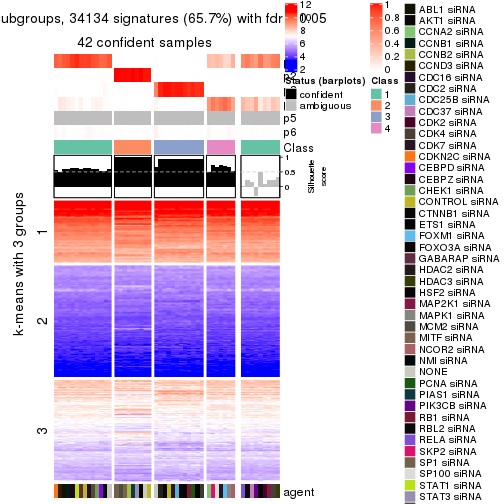 subgroups, 34134 signatures (65.7%) with fdr 0.05
42 confident samples
p5
p6
Class
1
0.5
0
Silhouette
score
k-means with 3 groups
1
2
3
agent
12
10
8
6
4
2
Status (barplots)
confident
ambiguous
1
0.8
0.6
0.4
0.2
0
Class
1
2
3
4
ABL1 siRNA
AKT1 siRNA
CCNA2 siRNA
CCNB1 siRNA
CCNB2 siRNA
CCND3 siRNA
CDC16 siRNA
CDC2 siRNA
CDC25B siRNA
CDC37 siRNA
CDK2 siRNA
CDK4 siRNA
CDK7 siRNA
CDKN2C siRNA
CEBPD siRNA
CEBPZ siRNA
CHEK1 siRNA
CONTROL siRNA
CTNNB1 siRNA
ETS1 siRNA
FOXM1 siRNA
FOXO3A siRNA
GABARAP siRNA
HDAC2 siRNA
HDAC3 siRNA
HSF2 siRNA
MAP2K1 siRNA
MAPK1 siRNA
MCM2 siRNA
MITF siRNA
NCOR2 siRNA
NMI siRNA
NONE
PCNA siRNA
PIAS1 siRNA
PIK3CB siRNA
RB1 siRNA
RBL2 siRNA
RELA siRNA
SKP2 siRNA
SP1 siRNA
SP100 siRNA
STAT1 siRNA
STAT3 siRNA